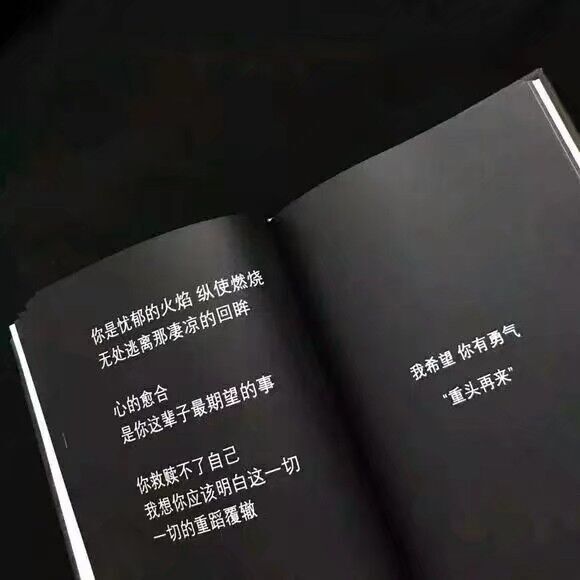 你是忧郁的火焰 纵使燃烧
无处逃离那凄凉的回眸
心的愈合
是你这辈子最期望的事
你救赎不了自己
我想你应该明白这一切
一切的重蹈覆辙
我希望 你有勇气
“重头再来”